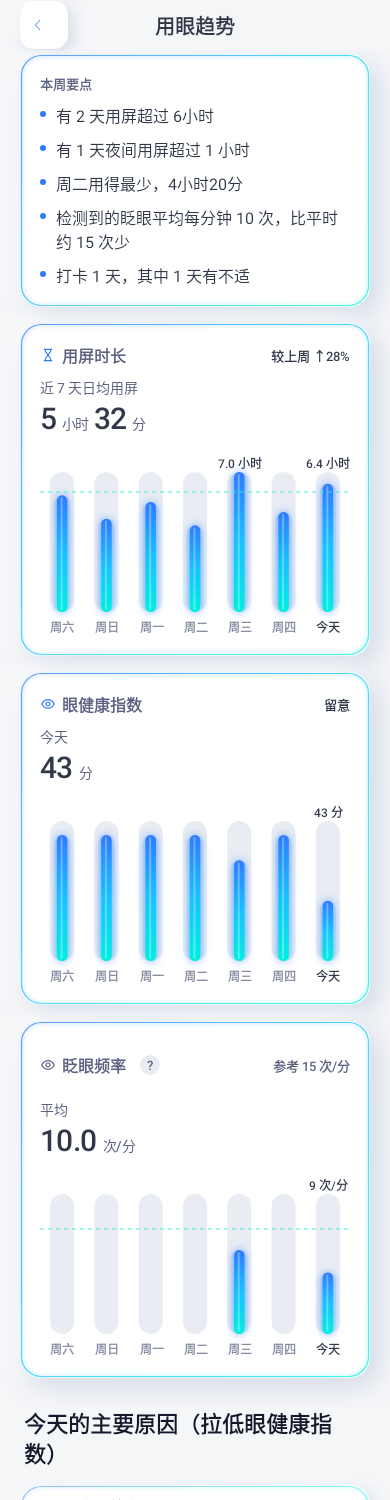 用眼趋势
本周要点
有 2 天用屏超过 6小时
有 1 天夜间用屏超过 1 小时
周二用得最少，4小时20分
检测到的眨眼平均每分钟 10 次，比平时
约 15 次少
打卡 1 天，其中 1 天有不适
用屏时长
较上周 ↑28%
近 7 天日均用屏
5 小时 32 分
7.0 小时
6.4 小时
周六 周日 周一 周二 周三 周四 今天
眼健康指数
留意
今天
43 分
43 分
周六 周日 周一 周二 周三 周四 今天
眨眼频率 ?
参考 15 次/分
平均
10.0 次/分
9 次/分
周六 周日 周一 周二 周三 周四 今天
今天的主要原因（拉低眼健康指
数）